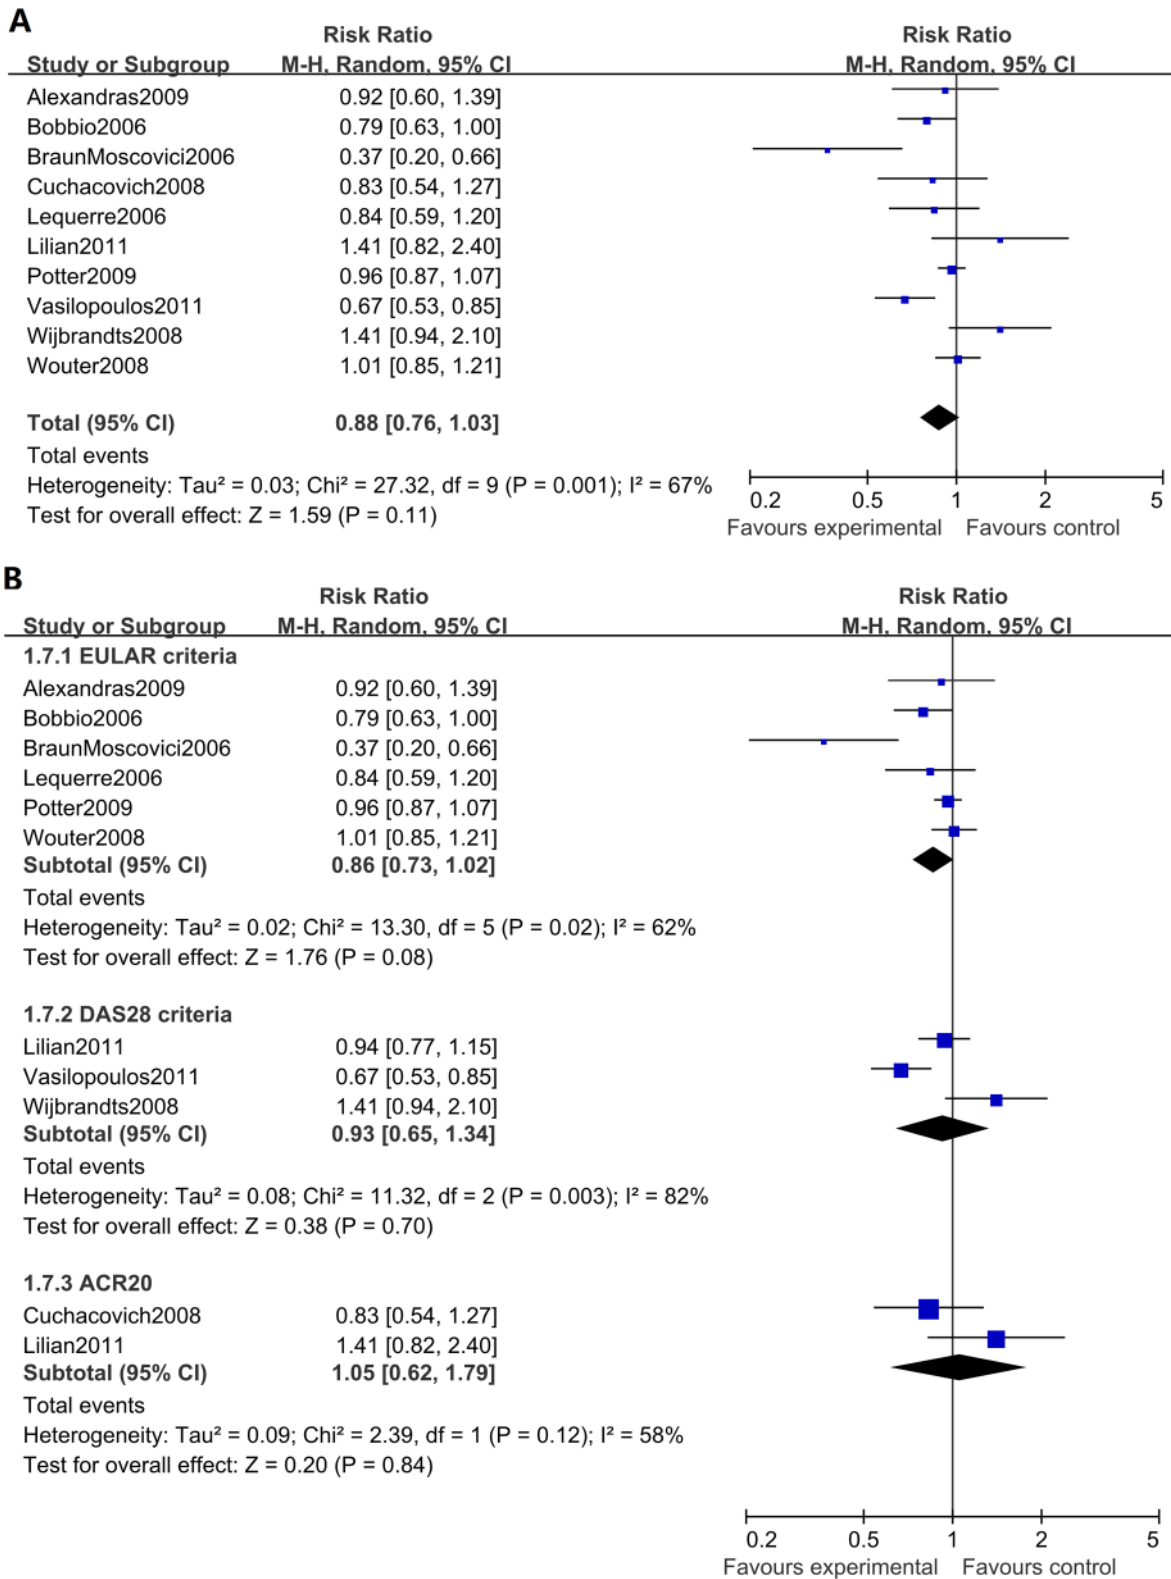 A
Risk Ratio Risk Ratio
Study or Subgroup M-H, Random, 95% CI M-H, Random, 95% CI
Alexandras2009 0.92 [0.60, 1.39]
Bobbio2006 0.79 [0.63, 1.00]
BraunMoscovici2006 0.37 [0.20, 0.66]
Cuchacovich2008 0.83 [0.54, 1.27]
Lequerre2006 0.84 [0.59, 1.20]
Lilian2011 1.41 [0.82, 2.40]
Potter2009 0.96 [0.87, 1.07]
Vasilopoulos2011 0.67 [0.53, 0.85]
Wijbrandts2008 1.41 [0.94, 2.10]
Wouter2008 1.01 [0.85, 1.21]
Total (95% CI) 0.88 [0.76, 1.03]
Total events
Heterogeneity: Tau² = 0.03; Chi² = 27.32, df = 9 (P = 0.001); I² = 67%
Test for overall effect: Z = 1.59 (P = 0.11)
0.2 0.5 1 2 5
Favours experimental Favours control
B
Risk Ratio Risk Ratio
Study or Subgroup M-H, Random, 95% CI M-H, Random, 95% CI
1.7.1 EULAR criteria
Alexandras2009 0.92 [0.60, 1.39]
Bobbio2006 0.79 [0.63, 1.00]
BraunMoscovici2006 0.37 [0.20, 0.66]
Lequerre2006 0.84 [0.59, 1.20]
Potter2009 0.96 [0.87, 1.07]
Wouter2008 1.01 [0.85, 1.21]
Subtotal (95% CI) 0.86 [0.73, 1.02]
Total events
Heterogeneity: Tau² = 0.02; Chi² = 13.30, df = 5 (P = 0.02); I² = 62%
Test for overall effect: Z = 1.76 (P = 0.08)
1.7.2 DAS28 criteria
Lilian2011 0.94 [0.77, 1.15]
Vasilopoulos2011 0.67 [0.53, 0.85]
Wijbrandts2008 1.41 [0.94, 2.10]
Subtotal (95% CI) 0.93 [0.65, 1.34]
Total events
Heterogeneity: Tau² = 0.08; Chi² = 11.32, df = 2 (P = 0.003); I² = 82%
Test for overall effect: Z = 0.38 (P = 0.70)
1.7.3 ACR20
Cuchacovich2008 0.83 [0.54, 1.27]
Lilian2011 1.41 [0.82, 2.40]
Subtotal (95% CI) 1.05 [0.62, 1.79]
Total events
Heterogeneity: Tau² = 0.09; Chi² = 2.39, df = 1 (P = 0.12); I² = 58%
Test for overall effect: Z = 0.20 (P = 0.84)
0.2 0.5 1 2 5
Favours experimental Favours control